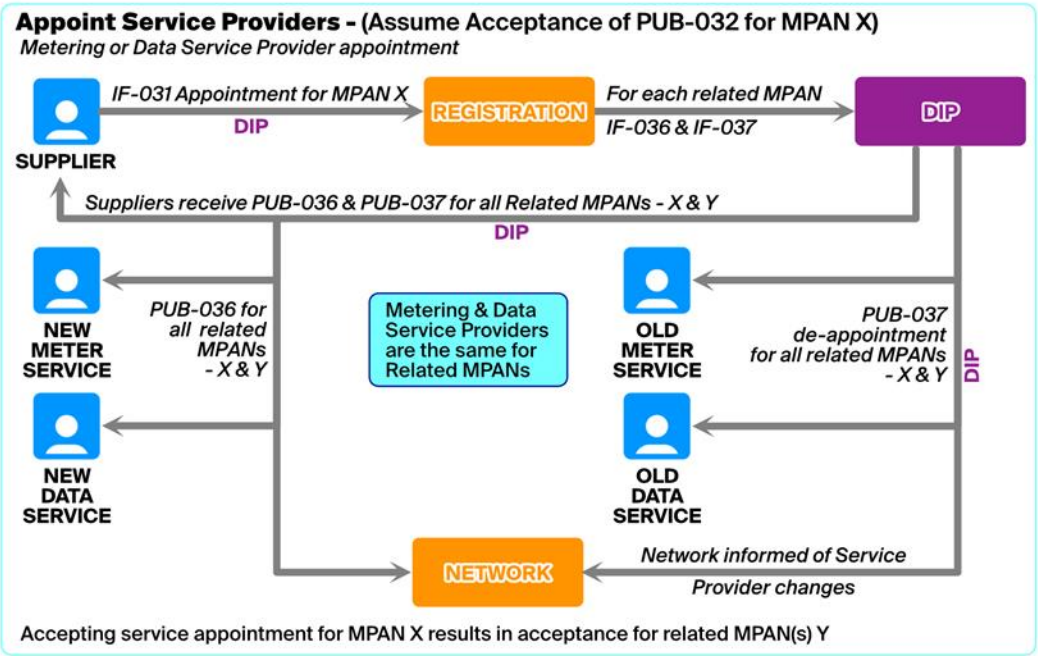 Appoint Service Providers - (Assume Acceptance of PUB-032 for MPAN X)
Metering or Data Service Provider appointment
IF-031 Appointment for MPAN X
DIP
SUPPLIER
REGISTRATION
For each related MPAN
IF-036 & IF-037
DIP
Suppliers receive PUB-036 & PUB-037 for all Related MPANs - X & Y
DIP
NEW
METER
SERVICE
PUB-036 for
all related
MPANs
- X & Y
Metering & Data
Service Providers
are the same for
Related MPANs
OLD
METER
SERVICE
PUB-037
de-appointment
for all related MPANs
- X & Y
DIP
NEW
DATA
SERVICE
OLD
DATA
SERVICE
NETWORK
Network informed of Service
Provider changes
Accepting service appointment for MPAN X results in acceptance for related MPAN(s) Y